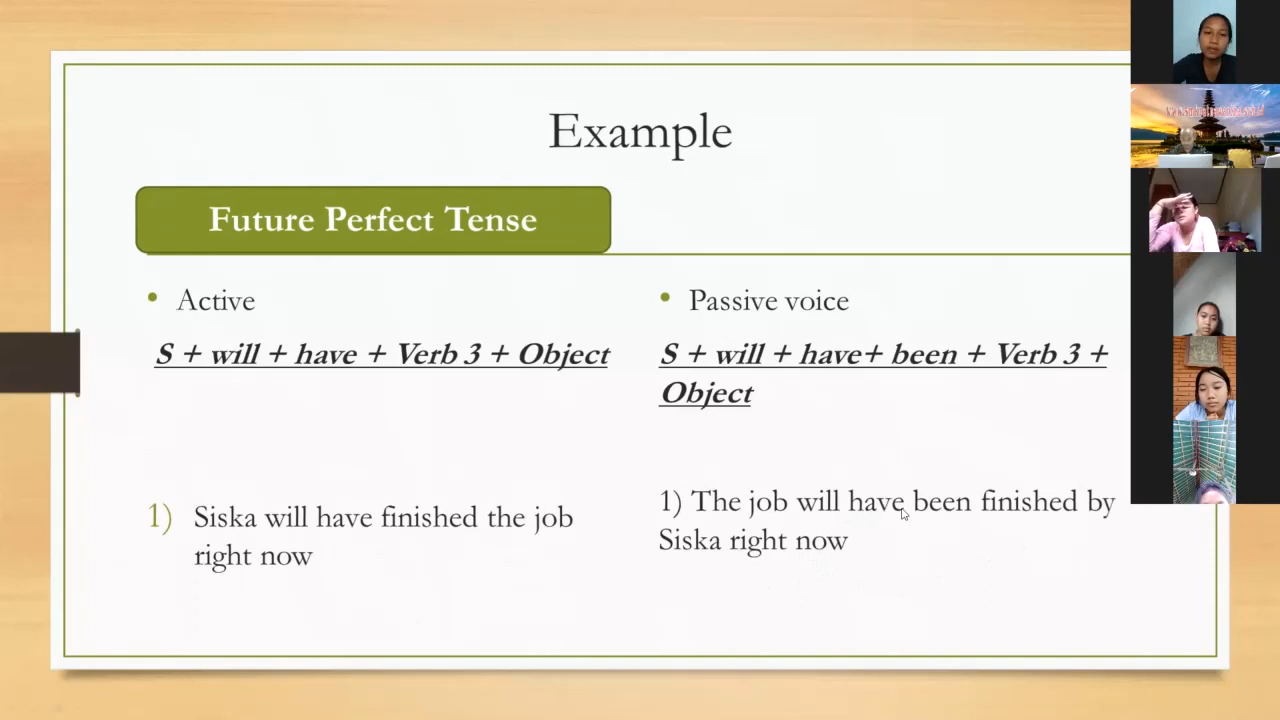 Example
Future Perfect Tense
• Active
S + will + have + Verb 3 + Object
1) Siska will have finished the job
right now
• Passive voice
S + will + have+ been + Verb 3 +
Object
1) The job will have been finished by
Siska right now